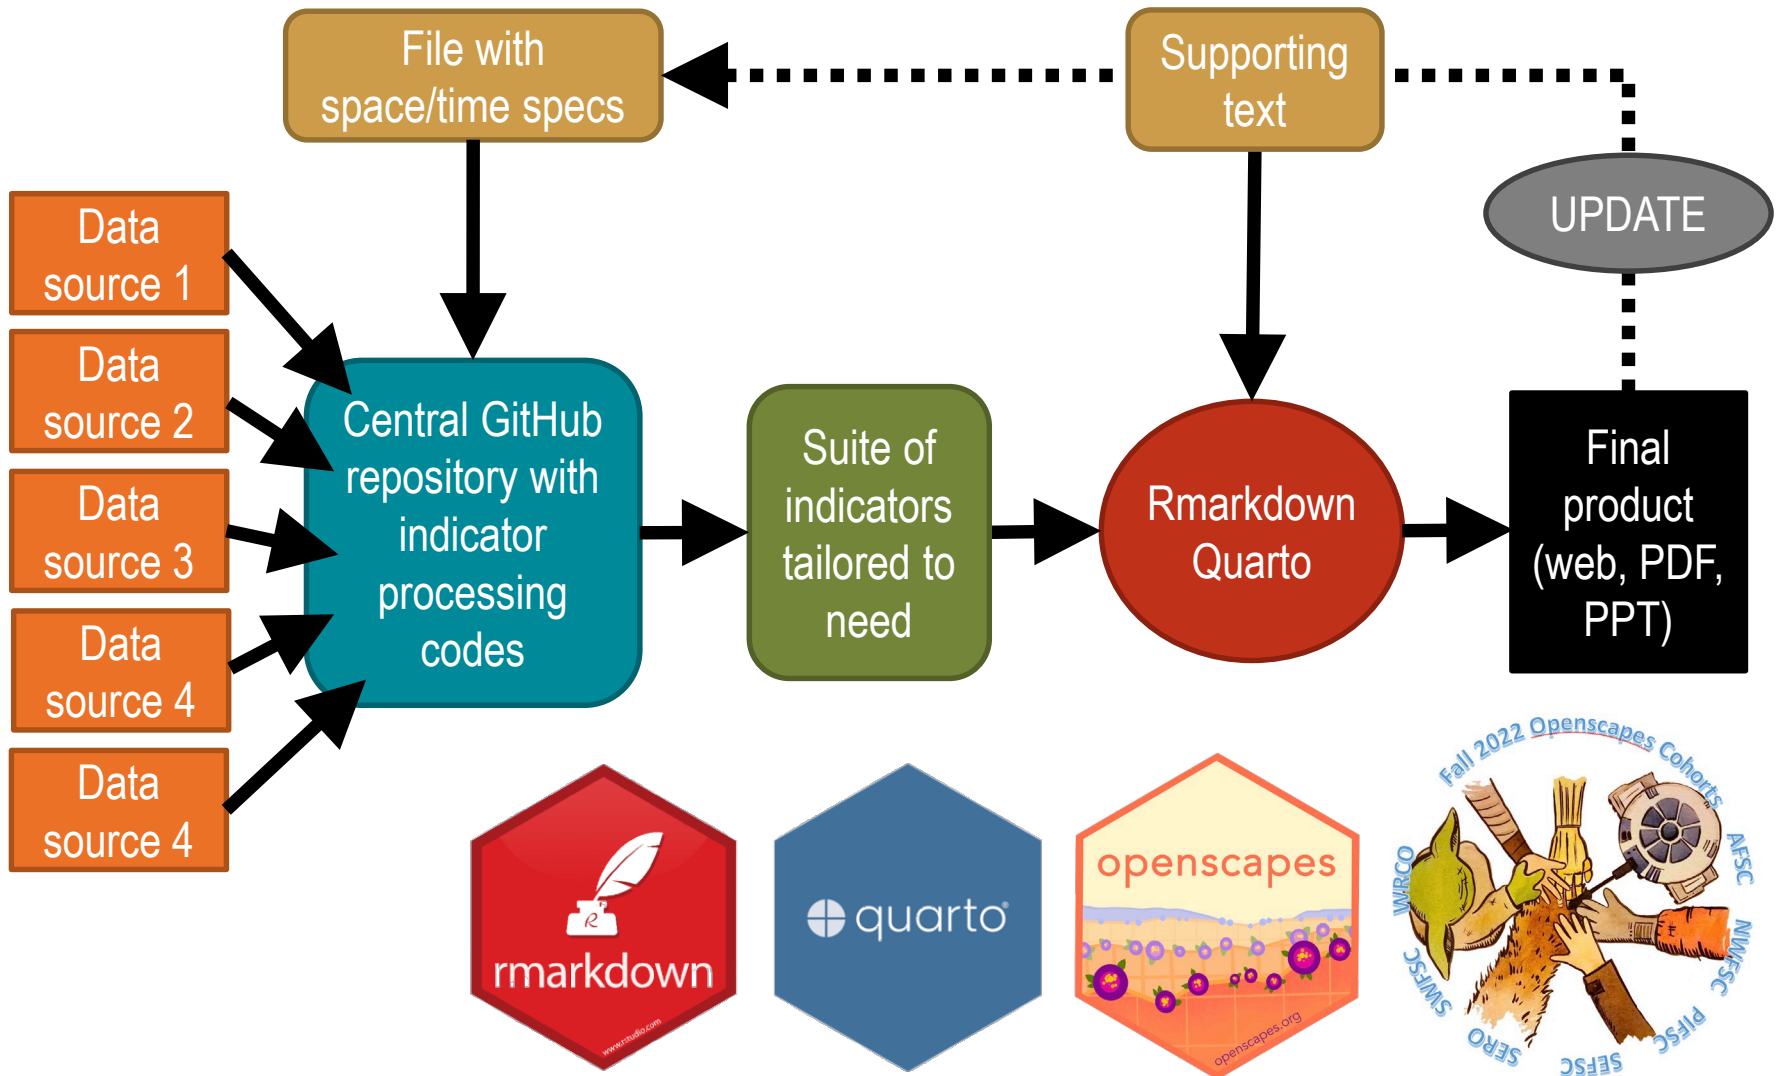 File with
space/time specs
Supporting
text
UPDATE
Data
source 1
Data
source 2
Data
source 3
Data
source 4
Data
source 4
Central GitHub
repository with
indicator
processing
codes
Suite of
indicators
tailored to
need
Rmarkdown
Quarto
Final
product
(web, PDF,
PPT)
R
rmarkdown
www.rstudio.com
quarto®
openscapes
openscapes.org
Fall 2022 Openscapes Cohorts
AFSC
NWFSC
PIFSC
SEFSC
SERO
SWFSC
WRCO